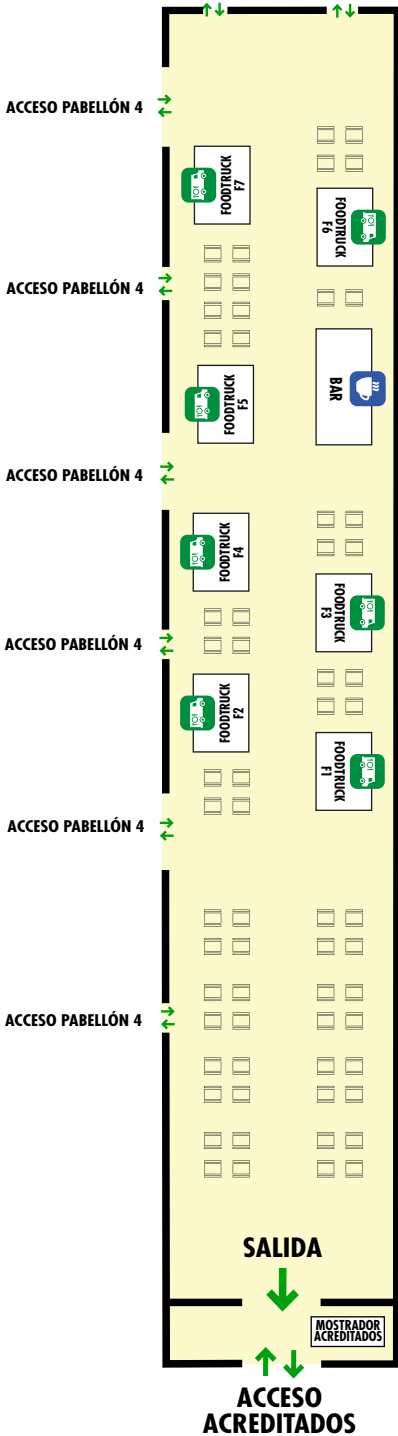 ACCESO PABELLÓN 4
FOODTRUCK
F7
FOODTRUCK
F6
ACCESO PABELLÓN 4
BAR
FOODTRUCK
F5
ACCESO PABELLÓN 4
FOODTRUCK
F4
FOODTRUCK
F3
ACCESO PABELLÓN 4
FOODTRUCK
F2
FOODTRUCK
F1
ACCESO PABELLÓN 4
ACCESO PABELLÓN 4
SALIDA
MOSTRADOR
ACREDITADOS
ACCESO
ACREDITADOS